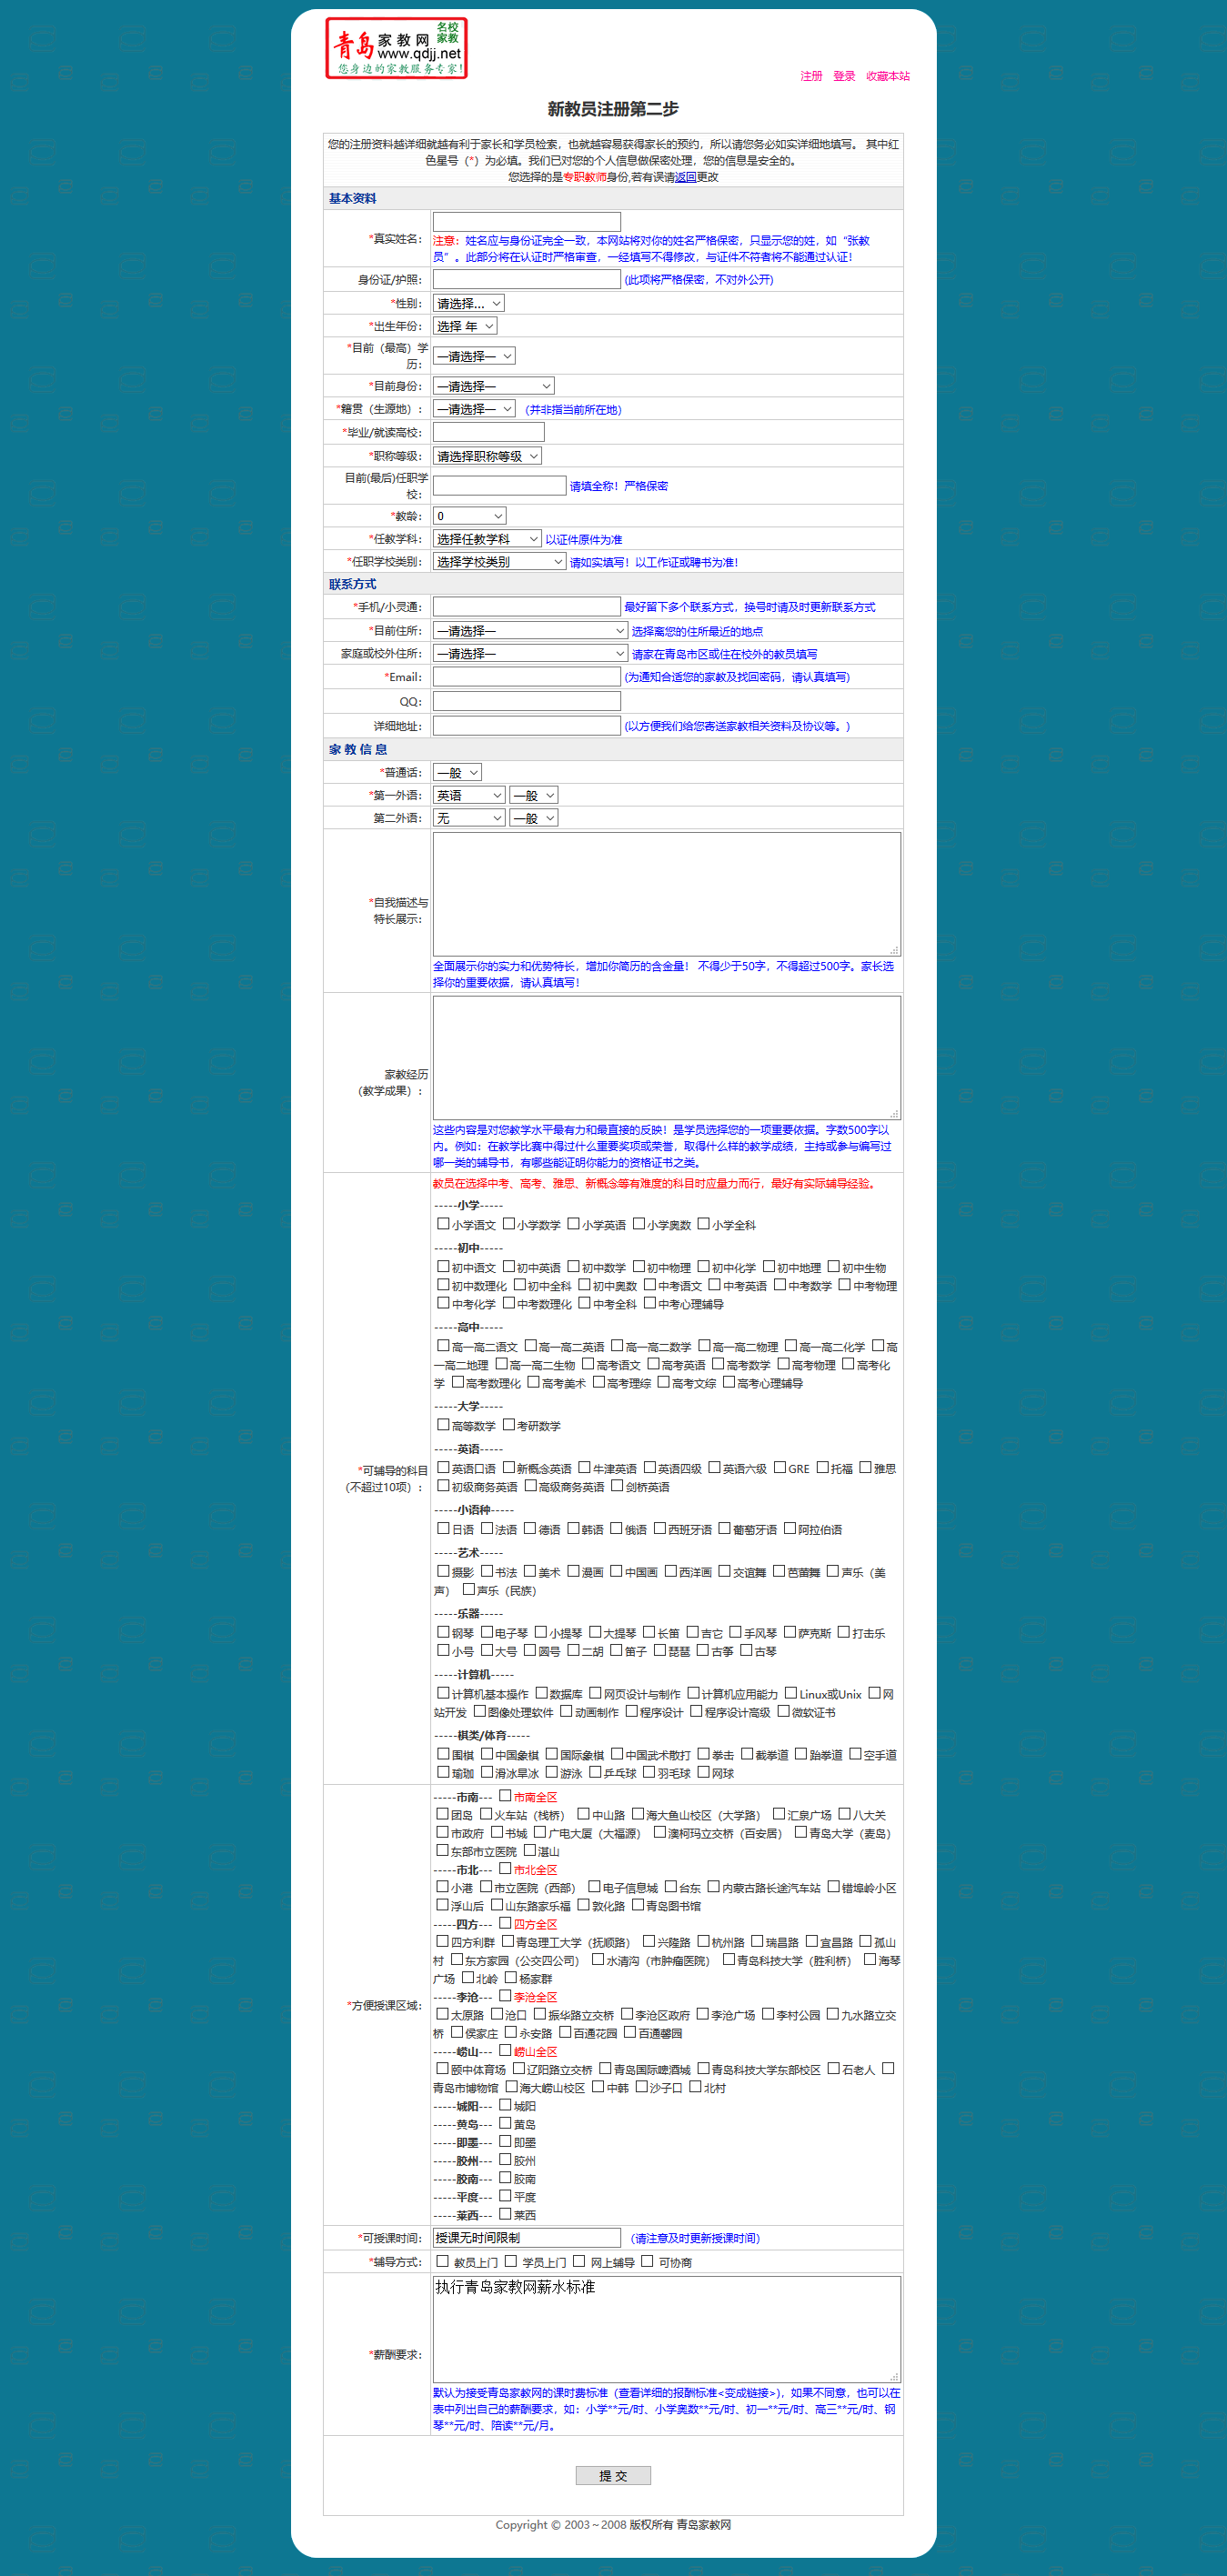 青岛 家教网 名校家教
www.qdjj.net
您身边的家教服务专家!
注册 登录 收藏本站
新教员注册第二步
您的注册资料越详细就越有利于家长和学员检索，也就越容易获得家长的预约，所以请您务必如实详细地填写。 其中红
色星号（*）为必填。我们已对您的个人信息做保密处理，您的信息是安全的。
您选择的是专职教师身份,若有误请返回更改
基本资料
*真实姓名：
注意：姓名应与身份证完全一致，本网站将对你的姓名严格保密，只显示您的姓，如“张教
员”。此部分将在认证时严格审查，一经填写不得修改，与证件不符者将不能通过认证！
身份证/护照： (此项将严格保密，不对外公开)
*性别： 请选择...
*出生年份： 选择 年
*目前（最高）学
历： —请选择—
*目前身份： —请选择—
*籍贯（生源地）： —请选择— （并非指当前所在地）
*毕业/就读高校：
*职称等级： 请选择职称等级
目前(最后)任职学
校： 请填全称！严格保密
*教龄： 0
*任教学科： 选择任教学科 以证件原件为准
*任职学校类别： 选择学校类别 请如实填写！以工作证或聘书为准！
联系方式
*手机/小灵通： 最好留下多个联系方式，换号时请及时更新联系方式
*目前住所： —请选择— 选择离您的住所最近的地点
家庭或校外住所： —请选择— 请家在青岛市区或住在校外的教员填写
*Email： (为通知合适您的家教及找回密码，请认真填写)
QQ：
详细地址： (以方便我们给您寄送家教相关资料及协议等。)
家 教 信 息
*普通话： 一般
*第一外语： 英语 一般
第二外语： 无 一般
*自我描述与
特长展示：
全面展示你的实力和优势特长，增加你简历的含金量！ 不得少于50字，不得超过500字。家长选
择你的重要依据，请认真填写！
家教经历
（教学成果）：
这些内容是对您教学水平最有力和最直接的反映！是学员选择您的一项重要依据。字数500字以
内。例如：在教学比赛中得过什么重要奖项或荣誉，取得什么样的教学成绩，主持或参与编写过
哪一类的辅导书，有哪些能证明你能力的资格证书之类。
*可辅导的科目
（不超过10项）：
教员在选择中考、高考、雅思、新概念等有难度的科目时应量力而行，最好有实际辅导经验。
-----小学-----
小学语文 小学数学 小学英语 小学奥数 小学全科
-----初中-----
初中语文 初中英语 初中数学 初中物理 初中化学 初中地理 初中生物
初中数理化 初中全科 初中奥数 中考语文 中考英语 中考数学 中考物理
中考化学 中考数理化 中考全科 中考心理辅导
-----高中-----
高一高二语文 高一高二英语 高一高二数学 高一高二物理 高一高二化学 高
一高二地理 高一高二生物 高考语文 高考英语 高考数学 高考物理 高考化
学 高考数理化 高考美术 高考理综 高考文综 高考心理辅导
-----大学-----
高等数学 考研数学
-----英语-----
英语口语 新概念英语 牛津英语 英语四级 英语六级 GRE 托福 雅思
初级商务英语 高级商务英语 剑桥英语
-----小语种-----
日语 法语 德语 韩语 俄语 西班牙语 葡萄牙语 阿拉伯语
-----艺术-----
摄影 书法 美术 漫画 中国画 西洋画 交谊舞 芭蕾舞 声乐（美
声） 声乐（民族）
-----乐器-----
钢琴 电子琴 小提琴 大提琴 长笛 吉它 手风琴 萨克斯 打击乐
小号 大号 圆号 二胡 笛子 琵琶 古筝 古琴
-----计算机-----
计算机基本操作 数据库 网页设计与制作 计算机应用能力 Linux或Unix 网
站开发 图像处理软件 动画制作 程序设计 程序设计高级 微软证书
-----棋类/体育-----
围棋 中国象棋 国际象棋 中国武术散打 拳击 截拳道 跆拳道 空手道
瑜珈 滑冰旱冰 游泳 乒乓球 羽毛球 网球
*方便授课区域：
-----市南--- 市南全区
团岛 火车站（栈桥） 中山路 海大鱼山校区（大学路） 汇泉广场 八大关
市政府 书城 广电大厦（大福源） 澳柯玛立交桥（百安居） 青岛大学（麦岛）
东部市立医院 湛山
-----市北--- 市北全区
小港 市立医院（西部） 电子信息城 台东 内蒙古路长途汽车站 错埠岭小区
浮山后 山东路家乐福 敦化路 青岛图书馆
-----四方--- 四方全区
四方利群 青岛理工大学（抚顺路） 兴隆路 杭州路 瑞昌路 宜昌路 孤山
村 东方家园（公交四公司） 水清沟（市肿瘤医院） 青岛科技大学（胜利桥） 海琴
广场 北岭 杨家群
-----李沧--- 李沧全区
太原路 沧口 振华路立交桥 李沧区政府 李沧广场 李村公园 九水路立交
桥 侯家庄 永安路 百通花园 百通馨园
-----崂山--- 崂山全区
颐中体育场 辽阳路立交桥 青岛国际啤酒城 青岛科技大学东部校区 石老人
青岛市博物馆 海大崂山校区 中韩 沙子口 北村
-----城阳--- 城阳
-----黄岛--- 黄岛
-----即墨--- 即墨
-----胶州--- 胶州
-----胶南--- 胶南
-----平度--- 平度
-----莱西--- 莱西
*可授课时间： 授课无时间限制 （请注意及时更新授课时间）
*辅导方式： 教员上门 学员上门 网上辅导 可协商
*薪酬要求：
执行青岛家教网薪水标准
默认为接受青岛家教网的课时费标准（查看详细的报酬标准<变成链接>)，如果不同意，也可以在
表中列出自己的薪酬要求，如：小学**元/时、小学奥数**元/时、初一**元/时、高三**元/时、钢
琴**元/时、陪读**元/月。
提 交
Copyright © 2003 ~ 2008 版权所有 青岛家教网